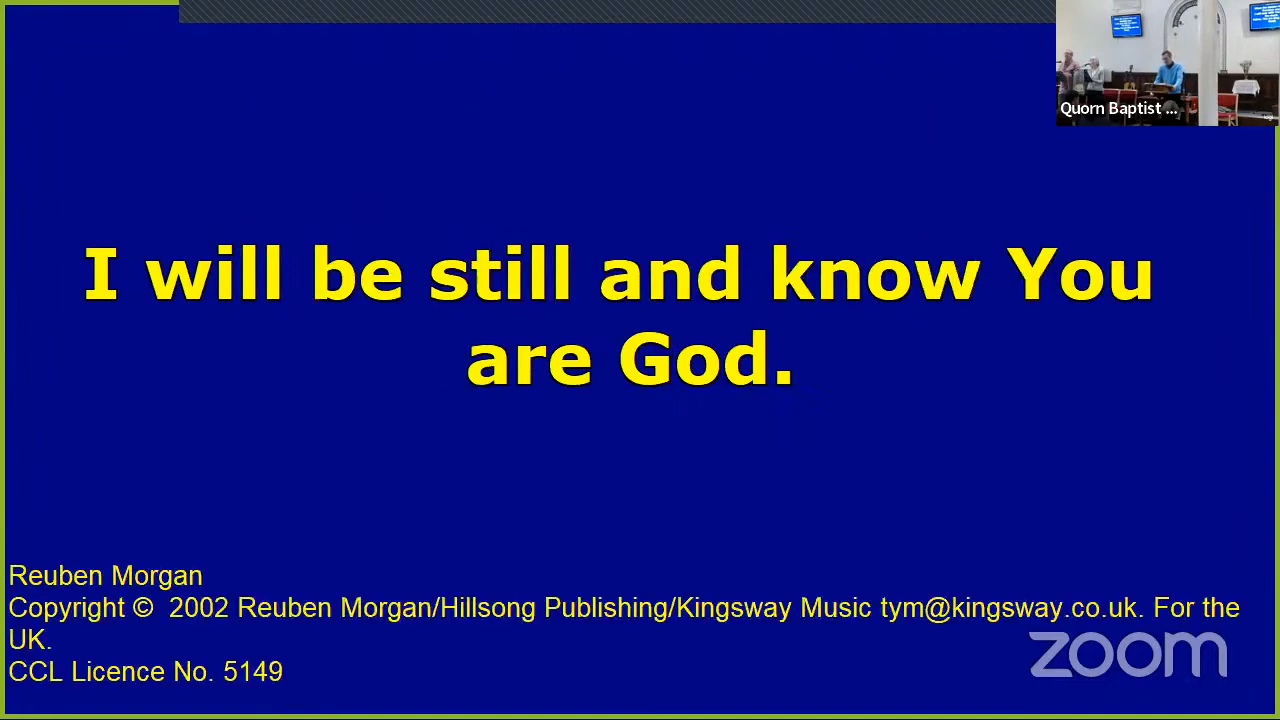 Quorn Baptist ...
I will be still and know You
are God.
Reuben Morgan
Copyright ©  2002 Reuben Morgan/Hillsong Publishing/Kingsway Music tym@kingsway.co.uk. For the
UK.
CCL Licence No. 5149
zoom